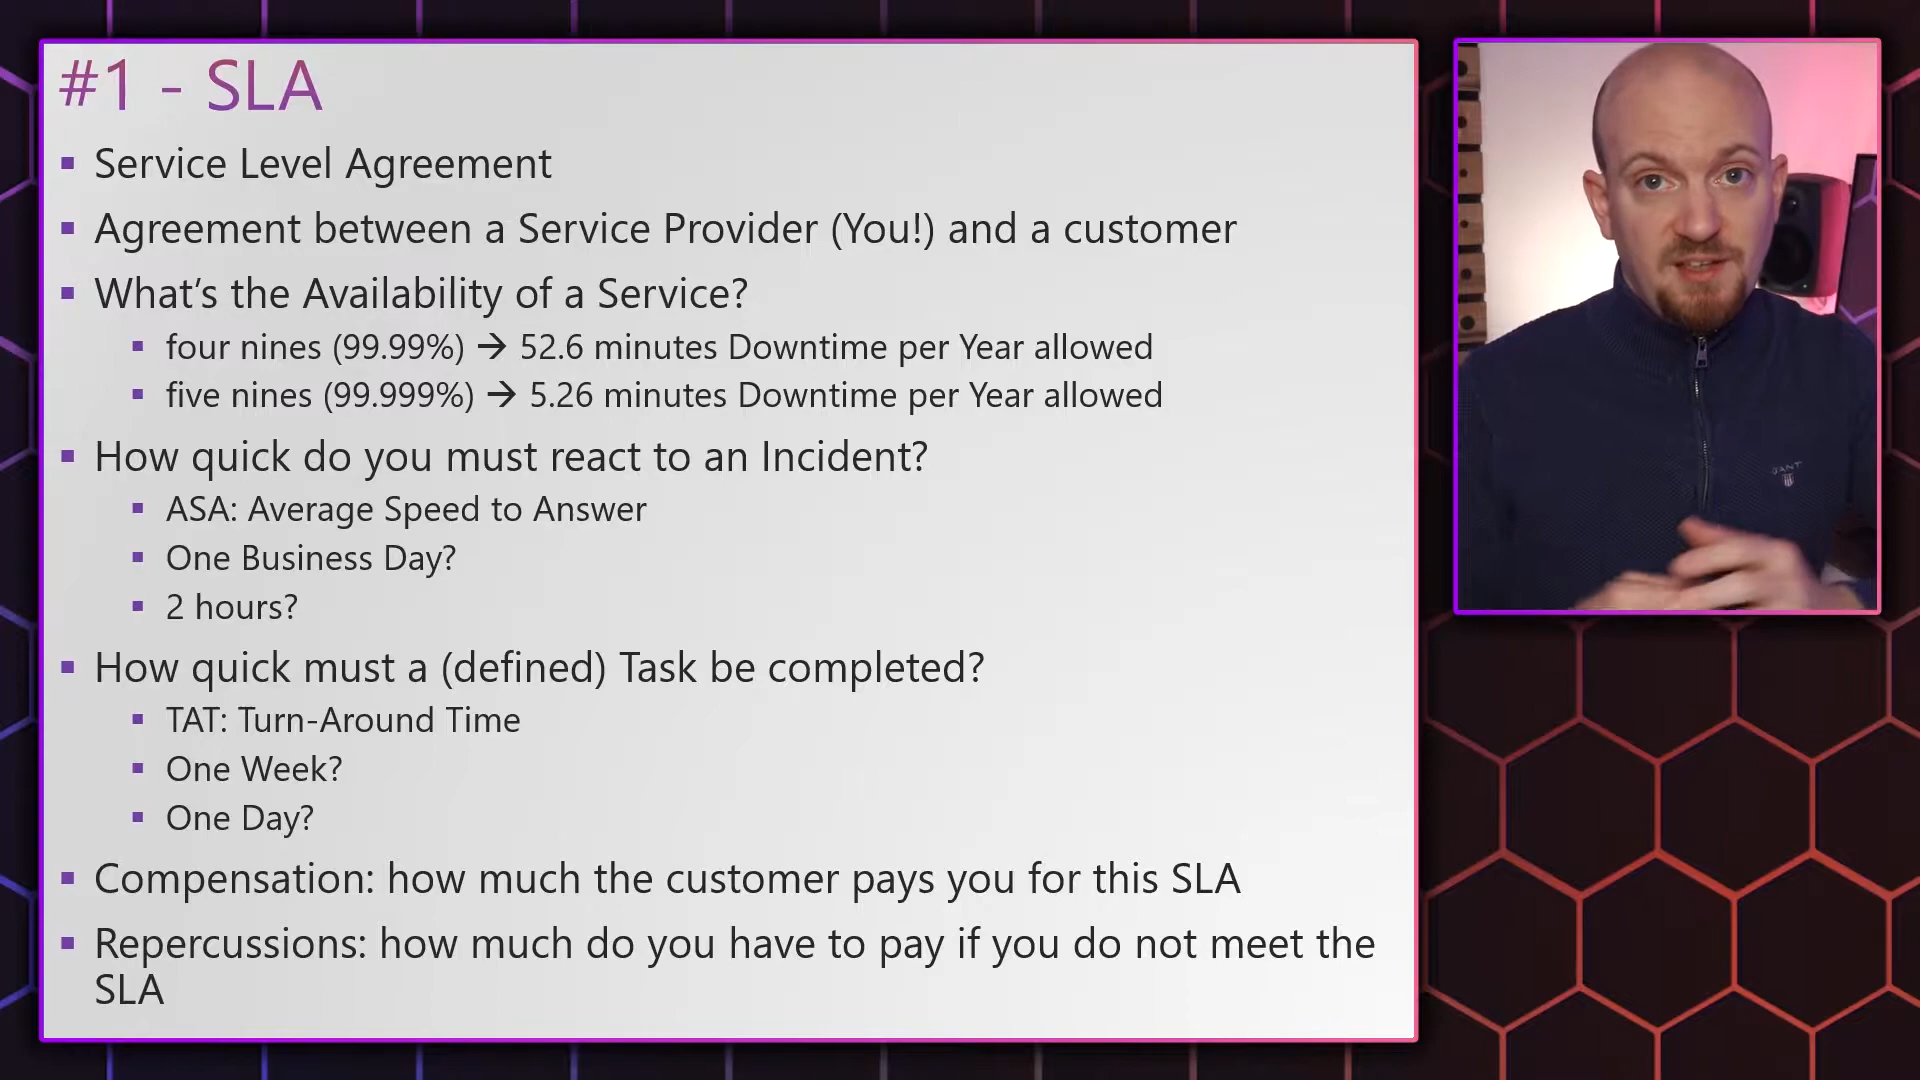 #1 - SLA
Service Level Agreement
Agreement between a Service Provider (You!) and a customer
What's the Availability of a Service?
four nines (99.99%) → 52.6 minutes Downtime per Year allowed
five nines (99.999%) → 5.26 minutes Downtime per Year allowed
How quick do you must react to an Incident?
ASA: Average Speed to Answer
One Business Day?
2 hours?
How quick must a (defined) Task be completed?
TAT: Turn-Around Time
One Week?
One Day?
Compensation: how much the customer pays you for this SLA
Repercussions: how much do you have to pay if you do not meet the
SLA
GANT